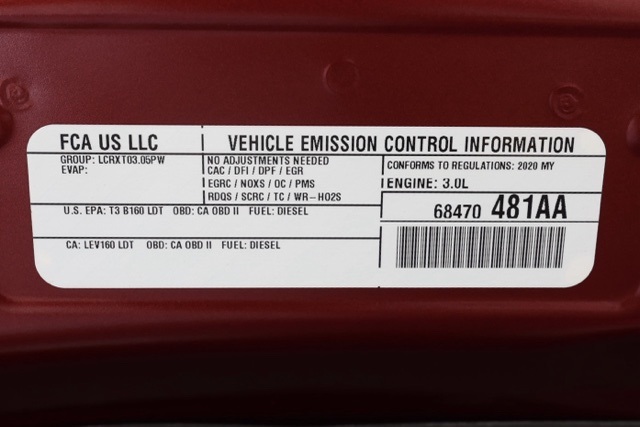 FCA US LLC
VEHICLE EMISSION CONTROL INFORMATION
GROUP: LCRXT03.05PW
EVAP:
NO ADJUSTMENTS NEEDED
CAC / DFI / DPF / EGR
EGRC / NOXS / OC / PMS
RDQS / SCRC / TC / WR-HO2S
CONFORMS TO REGULATIONS: 2020 MY
ENGINE: 3.0L
U.S. EPA: T3 B160 LDT OBD: CA OBD II FUEL: DIESEL
68470 481AA
CA: LEV160 LDT OBD: CA OBD II FUEL: DIESEL